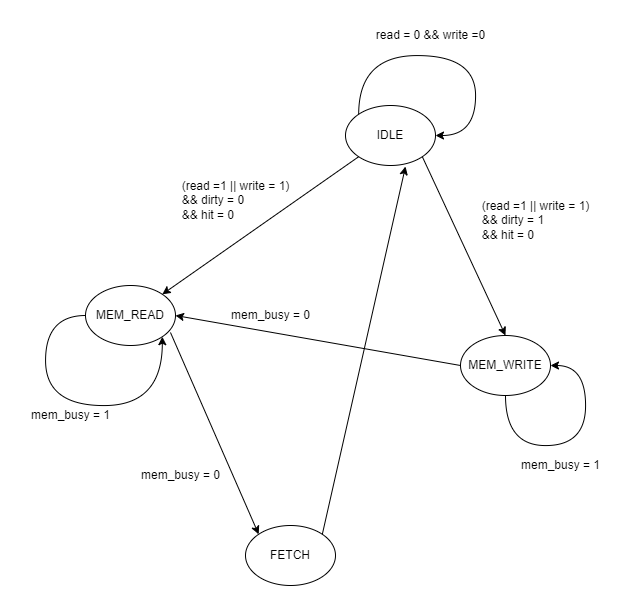 read = 0 && write =0
IDLE
(read =1 || write = 1)
&& dirty = 0
&& hit = 0
(read =1 || write = 1)
&& dirty = 1
&& hit = 0
MEM_READ
mem_busy = 0
MEM_WRITE
mem_busy = 1
mem_busy = 1
mem_busy = 0
FETCH